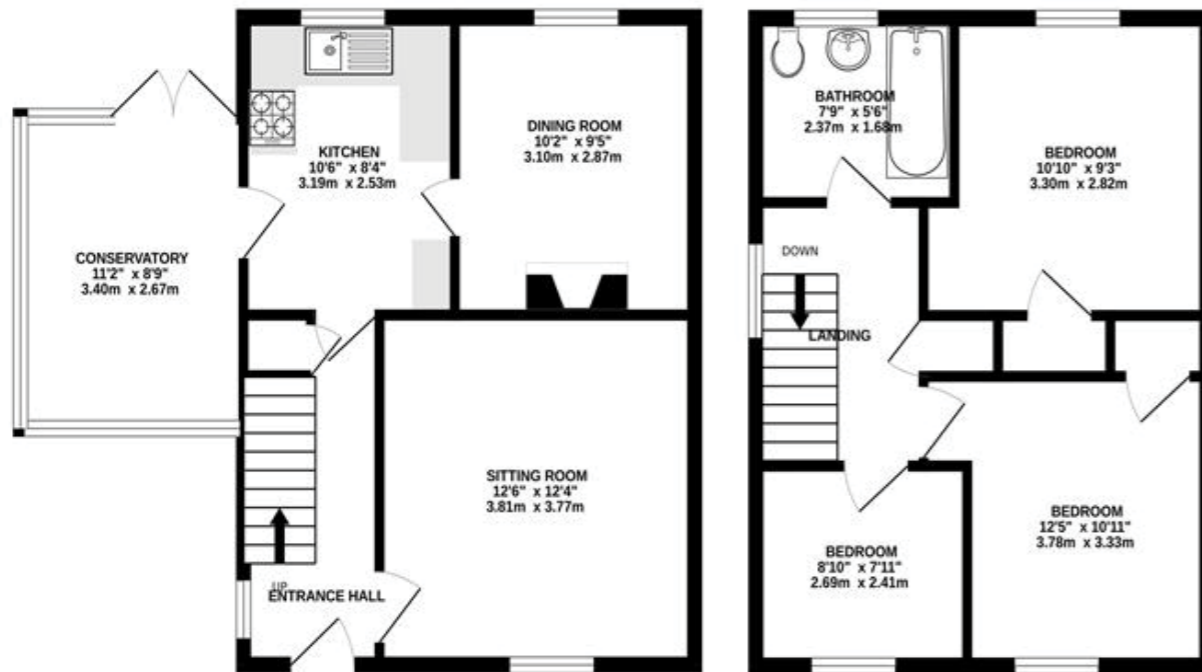 KITCHEN
10'6" x 8'4"
3.19m x 2.53m
DINING ROOM
10'2" x 9'5"
3.10m x 2.87m
CONSERVATORY
11'2" x 8'9"
3.40m x 2.67m
SITTING ROOM
12'6" x 12'4"
3.81m x 3.77m
UP
ENTRANCE HALL
BATHROOM
7'9" x 5'6"
2.37m x 1.68m
BEDROOM
10'10" x 9'3"
3.30m x 2.82m
DOWN
LANDING
BEDROOM
12'5" x 10'11"
3.78m x 3.33m
BEDROOM
8'10" x 7'11"
2.69m x 2.41m